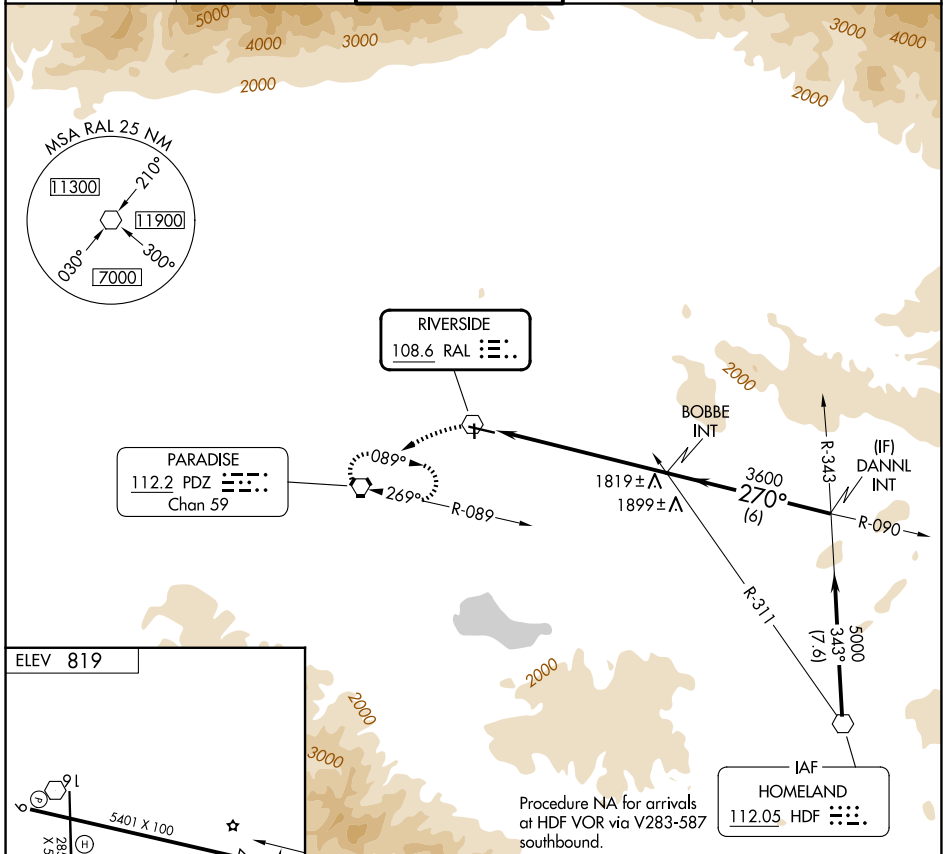 5000
4000
3000
2000
3000
4000
2000
MSA RAL 25 NM
11300
210°
11900
030°
300°
7000
RIVERSIDE
108.6 RAL
2000
BOBBE
INT
R-343
(IF)
DANNL
INT
PARADISE
112.2 PDZ
Chan 59
089°
269°
R-089
1819±
1899±
3600
270°
(6)
R-090
R-311
5000
343°
(7.6)
ELEV 819
2000
2000
3000
16
9
P
5401 X 100
H
Procedure NA for arrivals
at HDF VOR via V283-587
southbound.
IAF
HOMELAND
112.05 HDF